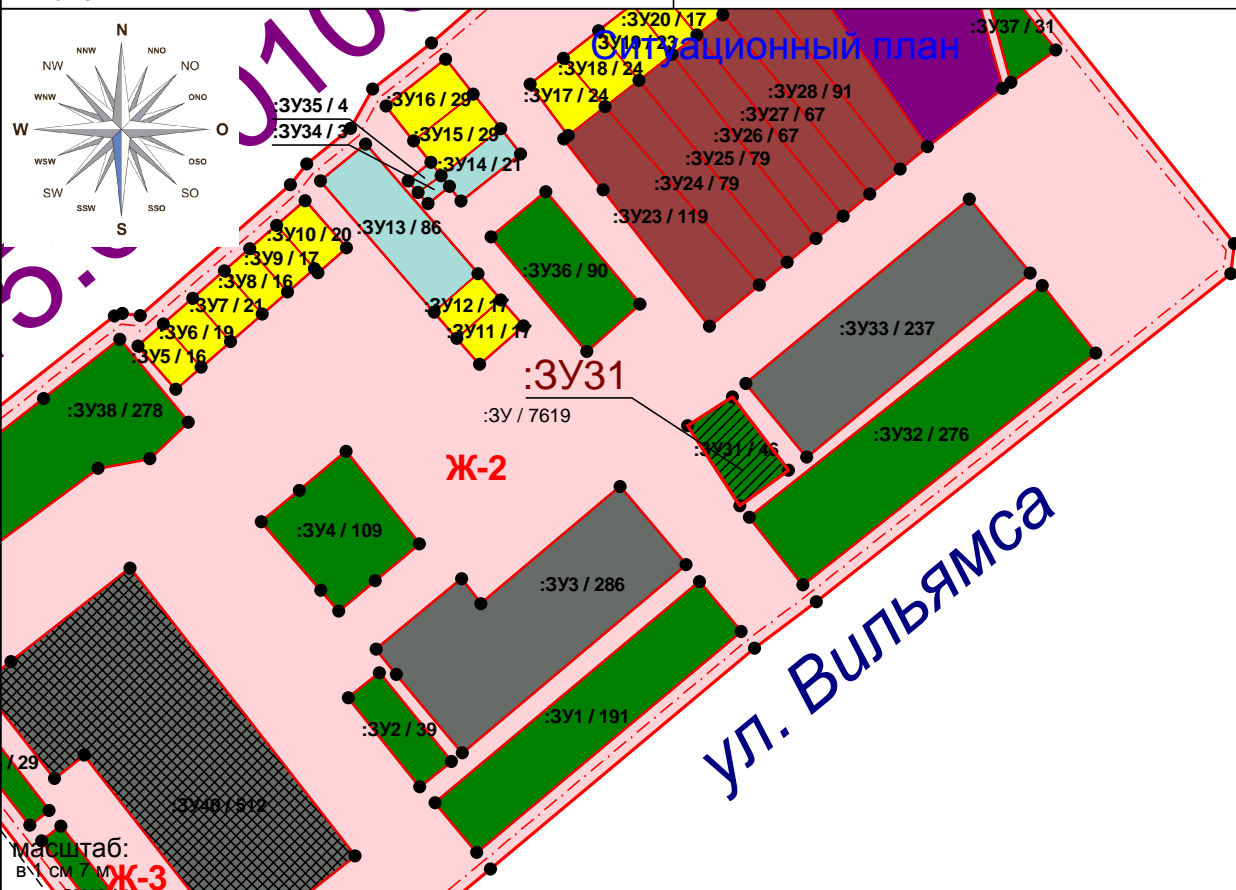 Ситуационный план
N
NNW
NNO
NW
NO
WNW
ONO
W
O
WSW
OSO
SW
SO
SSW
SSO
S
:ЗУ20 / 17
:ЗУ19 / 23
:ЗУ18 / 24
:ЗУ17 / 24
:ЗУ37 / 31
:ЗУ16 / 29
:ЗУ35 / 4
:ЗУ34 / 3
:ЗУ15 / 29
:ЗУ14 / 21
:ЗУ28 / 91
:ЗУ27 / 67
:ЗУ26 / 67
:ЗУ25 / 79
:ЗУ24 / 79
:ЗУ23 / 119
:ЗУ13 / 86
:ЗУ10 / 20
:ЗУ9 / 17
:ЗУ8 / 16
:ЗУ7 / 21
:ЗУ6 / 19
:ЗУ5 / 16
:ЗУ36 / 90
:ЗУ12 / 17
:ЗУ11 / 17
:ЗУ33 / 237
:ЗУ31
:ЗУ / 7619
:ЗУ38 / 278
:ЗУ31 / 46
:ЗУ32 / 276
Ж-2
:ЗУ4 / 109
:ЗУ3 / 286
ул. Вильямса
:ЗУ2 / 39
:ЗУ1 / 191
/ 29
:ЗУ40 / 512
масштаб:
в 1 см 7 м
Ж-3